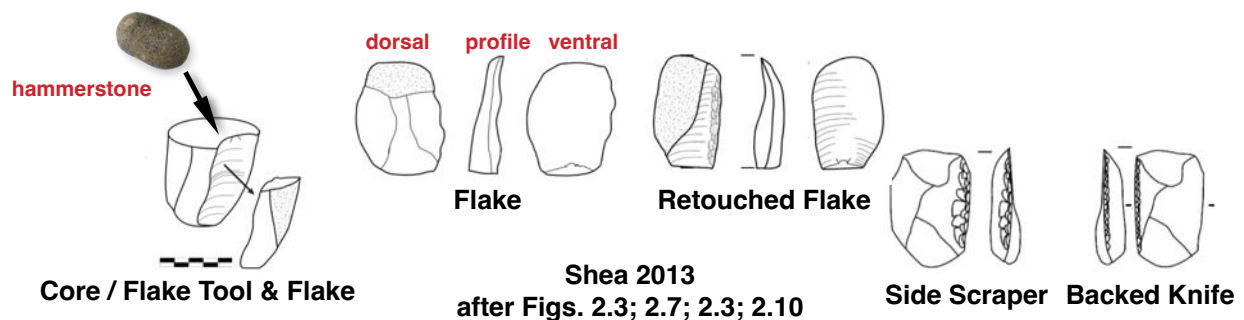 hammerstone
dorsal profile ventral
Core / Flake Tool & Flake
Flake
Retouched Flake
Side Scraper
Backed Knife
Shea 2013
after Figs. 2.3; 2.7; 2.3; 2.10